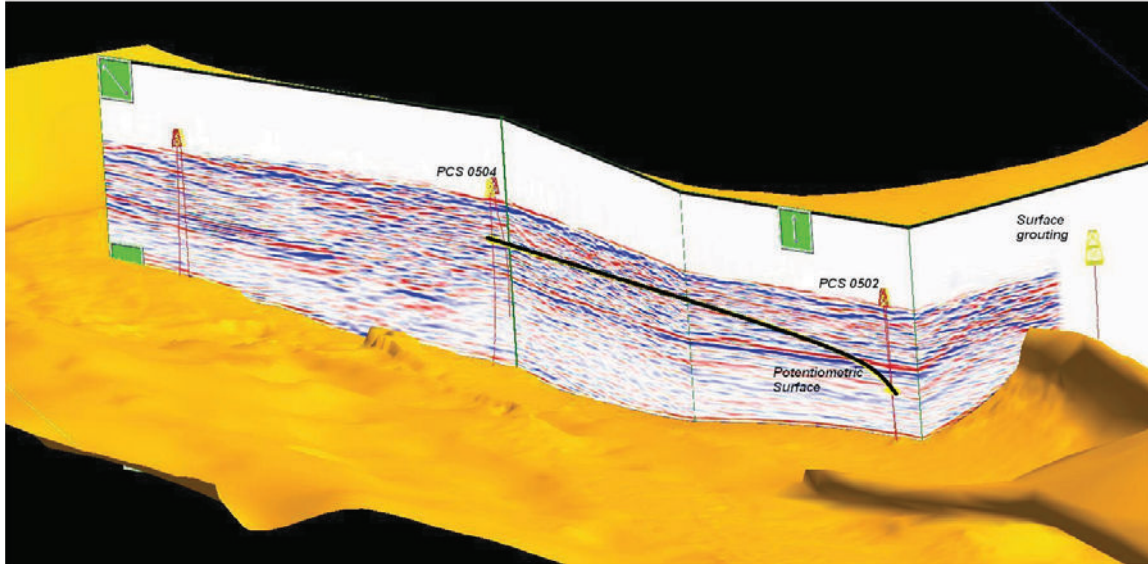 PCS 0504
Surface
grouting
PCS 0502
Potentiometric
Surface